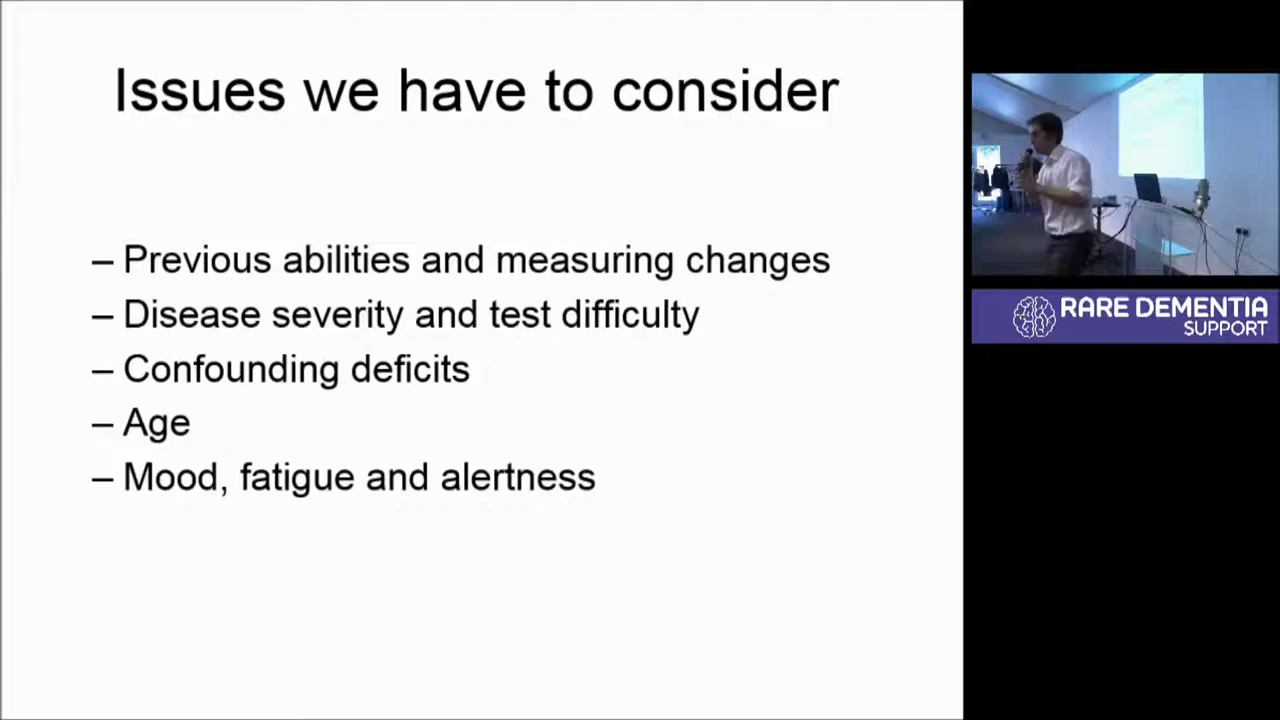 Issues we have to consider
– Previous abilities and measuring changes
– Disease severity and test difficulty
– Confounding deficits
– Age
– Mood, fatigue and alertness
RARE DEMENTIA
SUPPORT